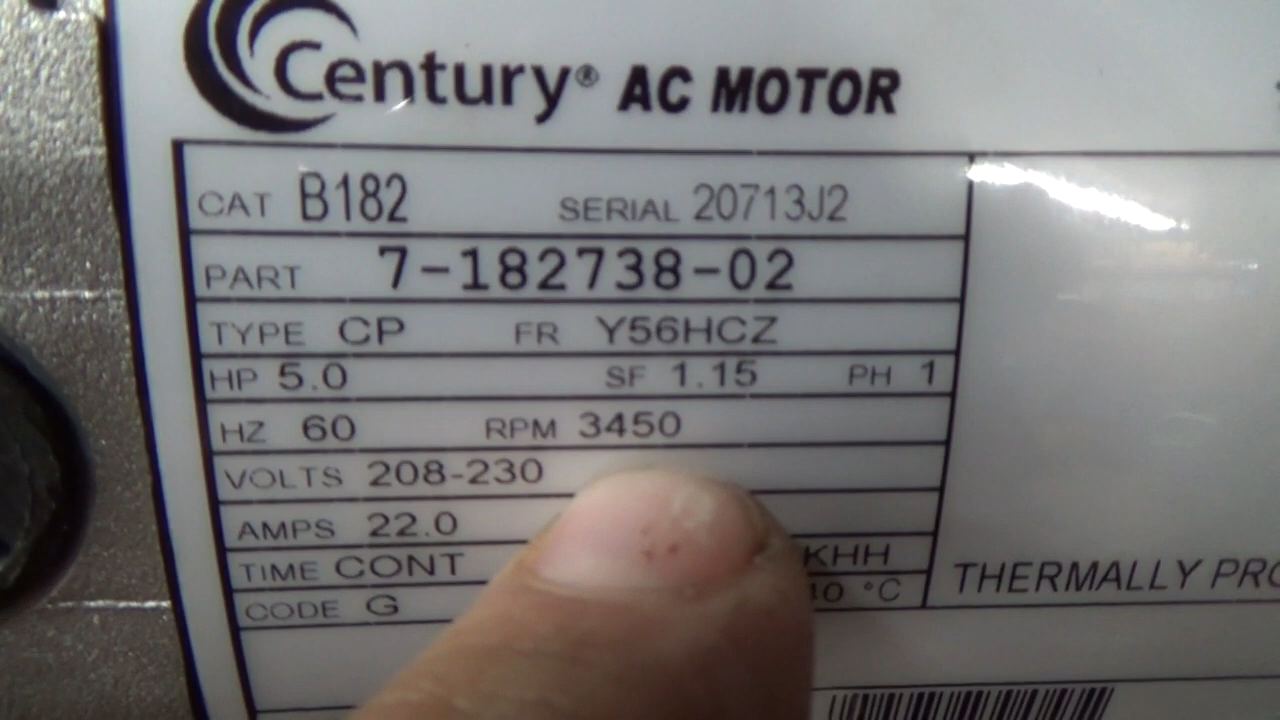 Century® AC MOTOR
CAT B182 SERIAL 20713J2
PART 7-182738-02
TYPE CP FR Y56HCZ
HP 5.0 SF 1.15 PH 1
HZ 60 RPM 3450
VOLTS 208-230
AMPS 22.0
TIME CONT KHH
CODE G °C
THERMALLY